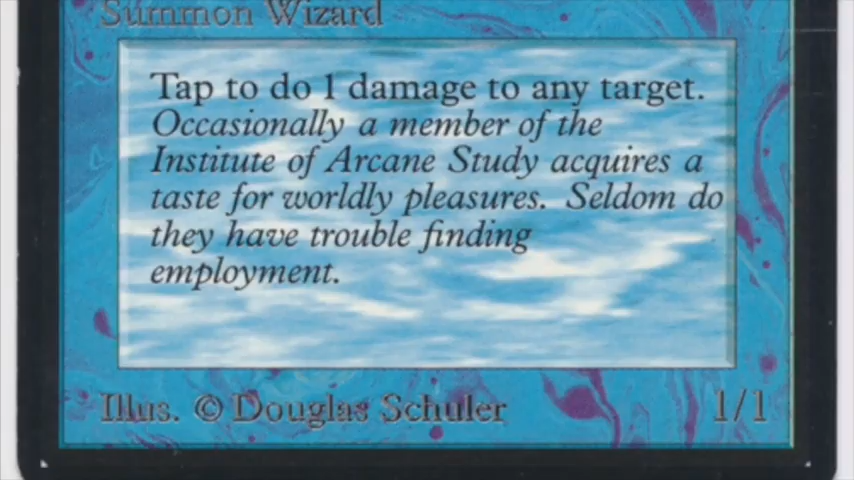 Summon Wizard
Tap to do 1 damage to any target.
Occasionally a member of the
Institute of Arcane Study acquires a
taste for worldly pleasures. Seldom do
they have trouble finding
employment.
Illus. © Douglas Schuler 1/1